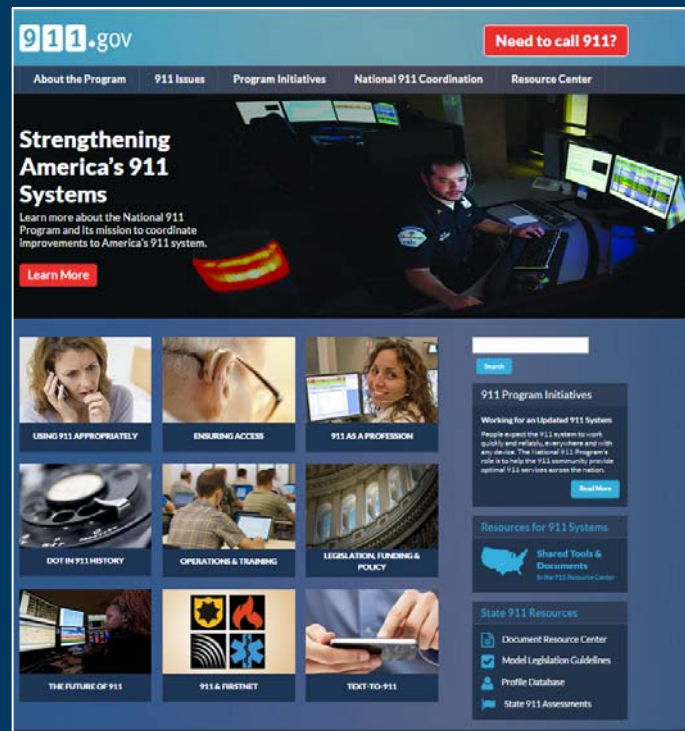 911.gov
Need to call 911?
About the Program
911 Issues
Program Initiatives
National 911 Coordination
Resource Center
Strengthening
America's 911
Systems
Learn more about the National 911
Program and its mission to coordinate
improvements to America's 911 system.
Learn More
USING 911 APPROPRIATELY
ENSURING ACCESS
911 AS A PROFESSION
DOT IN 911 HISTORY
OPERATIONS & TRAINING
LEGISLATION, FUNDING &
POLICY
THE FUTURE OF 911
911 & FIRSTNET
TEXT-TO-911
Search
911 Program Initiatives
Working for an Updated 911 System
People expect the 911 system to work
quickly and reliably, everywhere and with
any device. The National 911 Program's
role is to help the 911 community provide
optimal 911 services across the nation.
Read More
Resources for 911 Systems
Shared Tools &
Documents
In the 911 Resource Center
State 911 Resources
Document Resource Center
Model Legislation Guidelines
Profile Database
State 911 Assessments